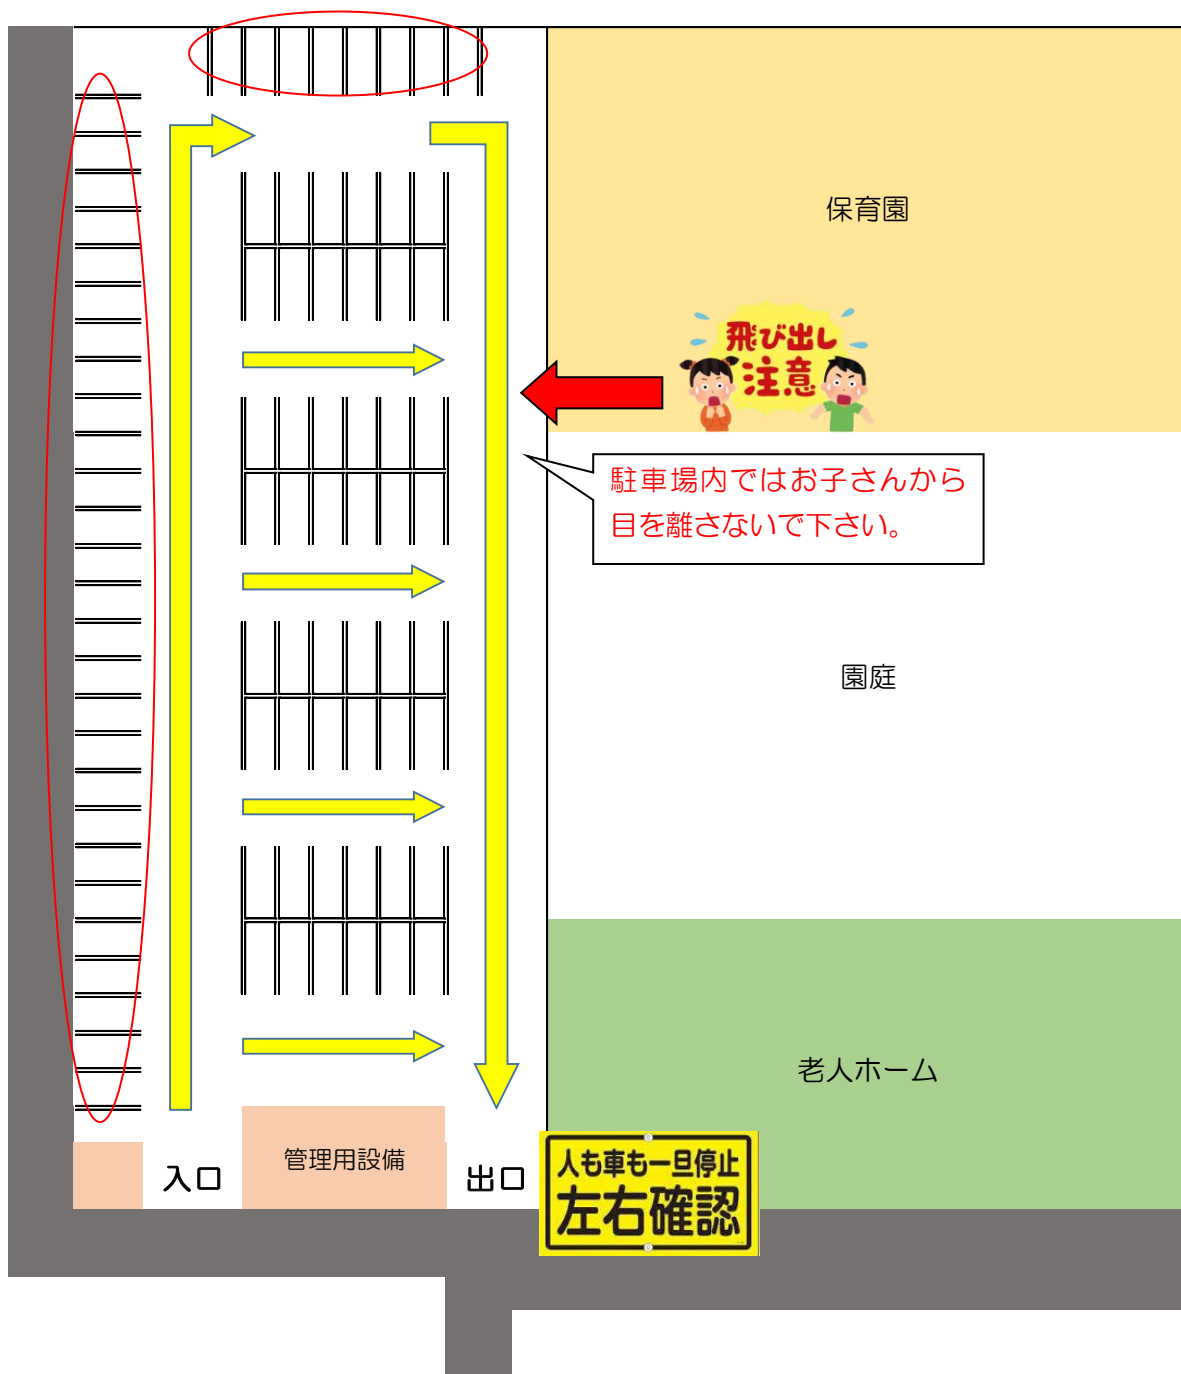 保育園
飛び出し
注意
駐車場内ではお子さんから
目を離さないで下さい。
園庭
老人ホーム
管理用設備
入口
出口
人も車も一旦停止
左右確認